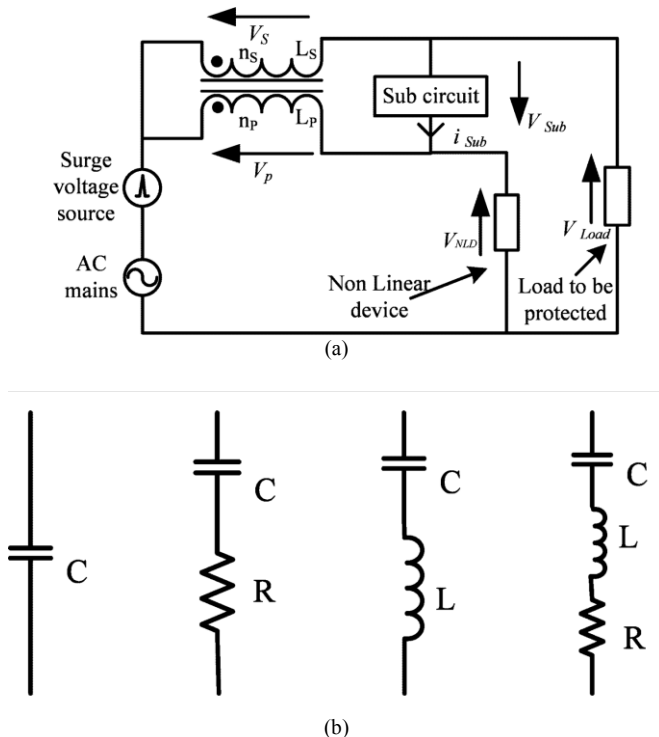 V_S
n_S L_S
n_P L_P
V_p
Sub circuit
i_Sub
V_Sub
Surge
voltage
source
AC
mains
V_NLD
Non Linear
device
V_Load
Load to be
protected
(a)
C
C
R
C
L
C
L
R
(b)